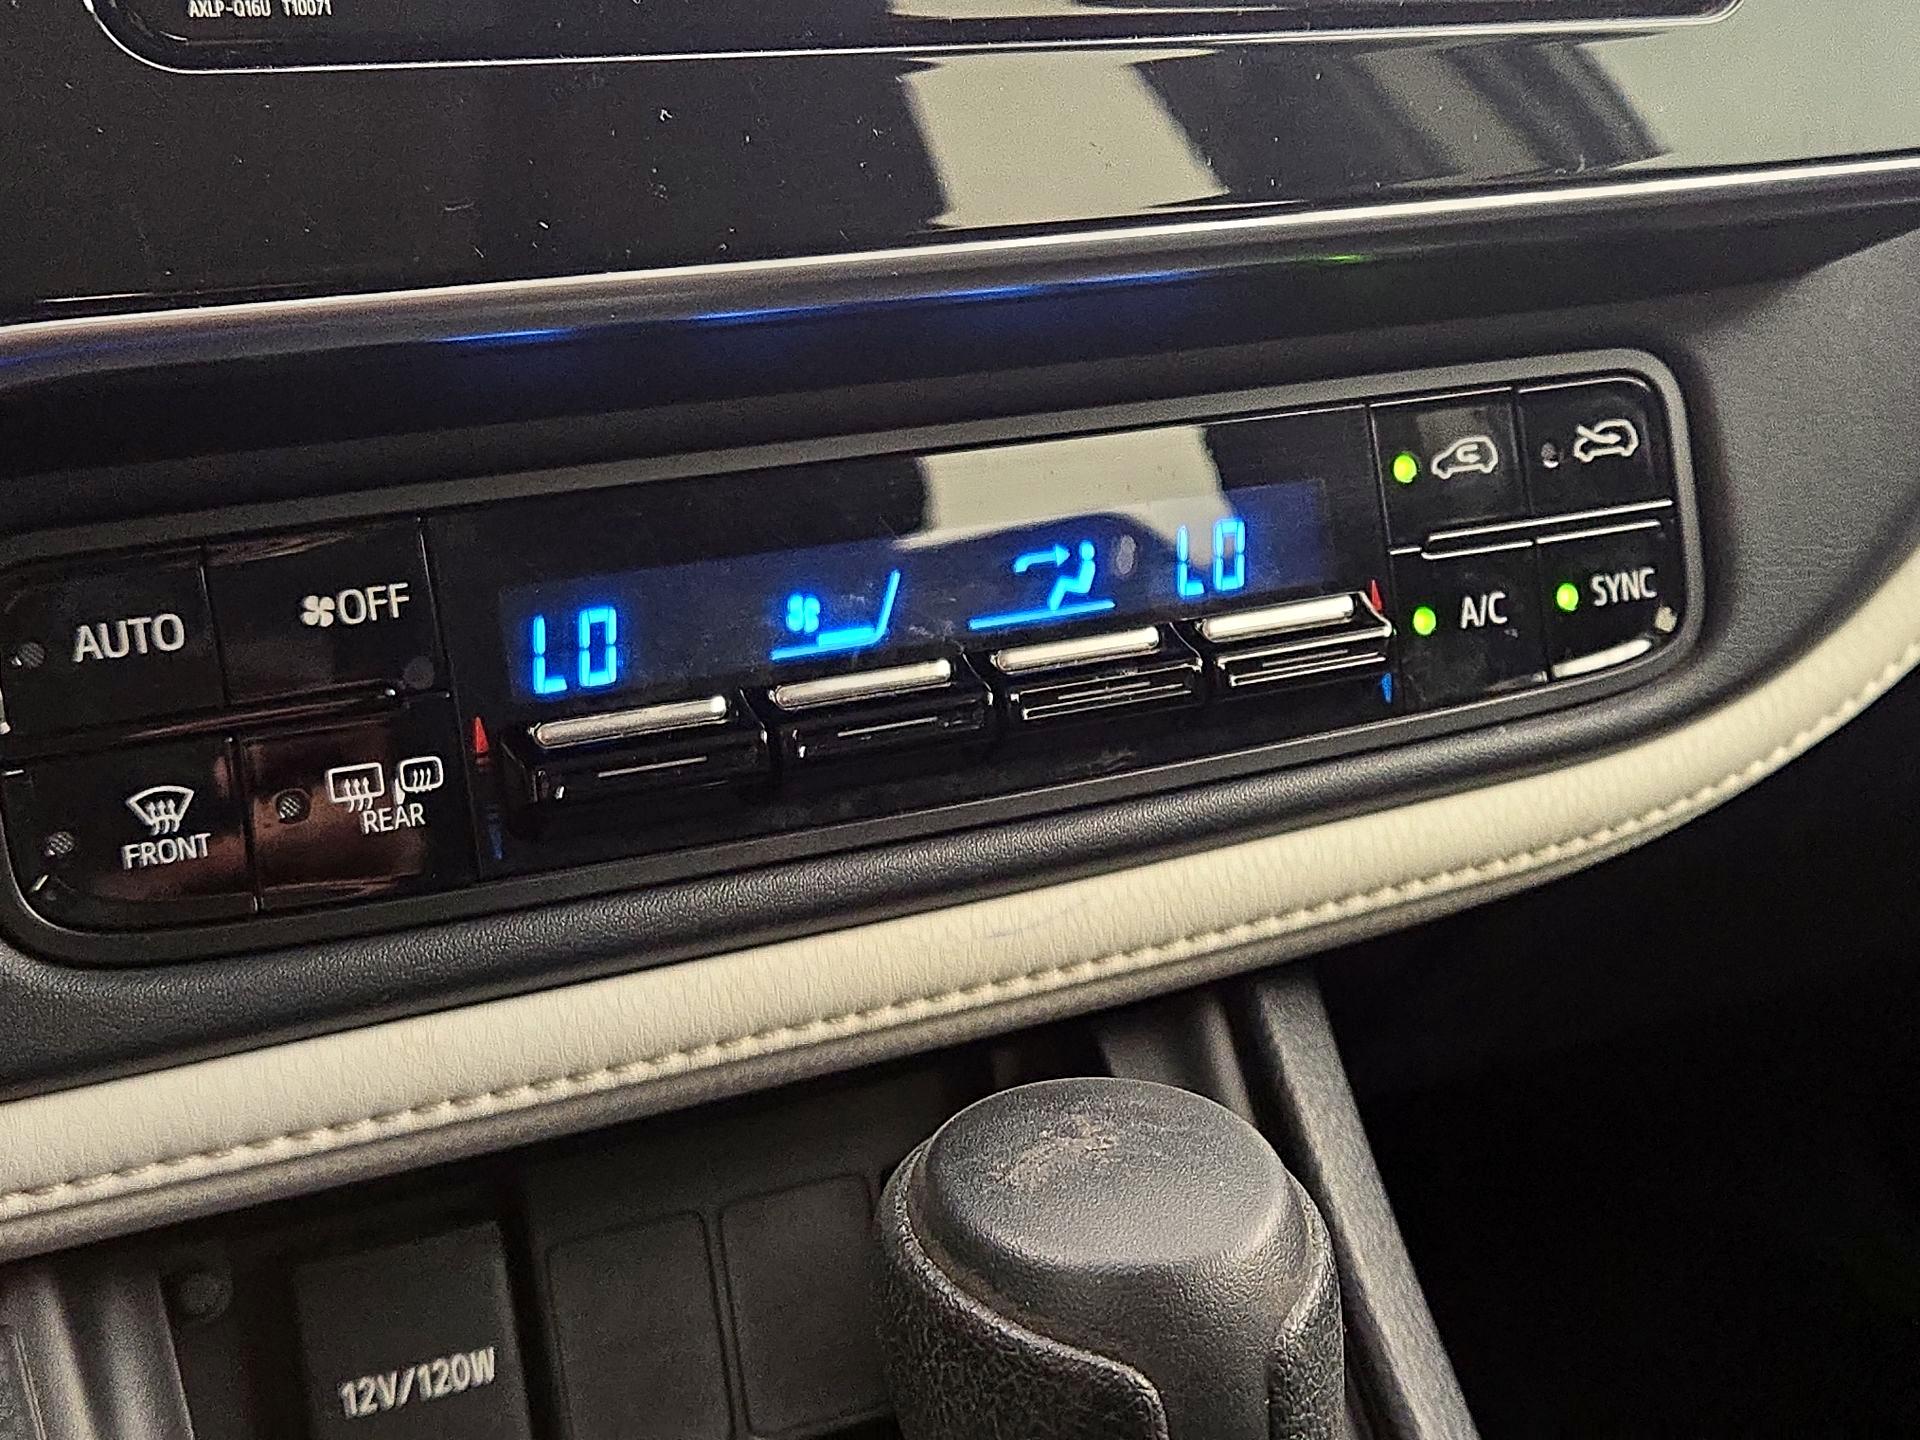 AXLP-Q16U T10071
AUTO
OFF
LO
LO
A/C
SYNC
FRONT
REAR
12V/120W